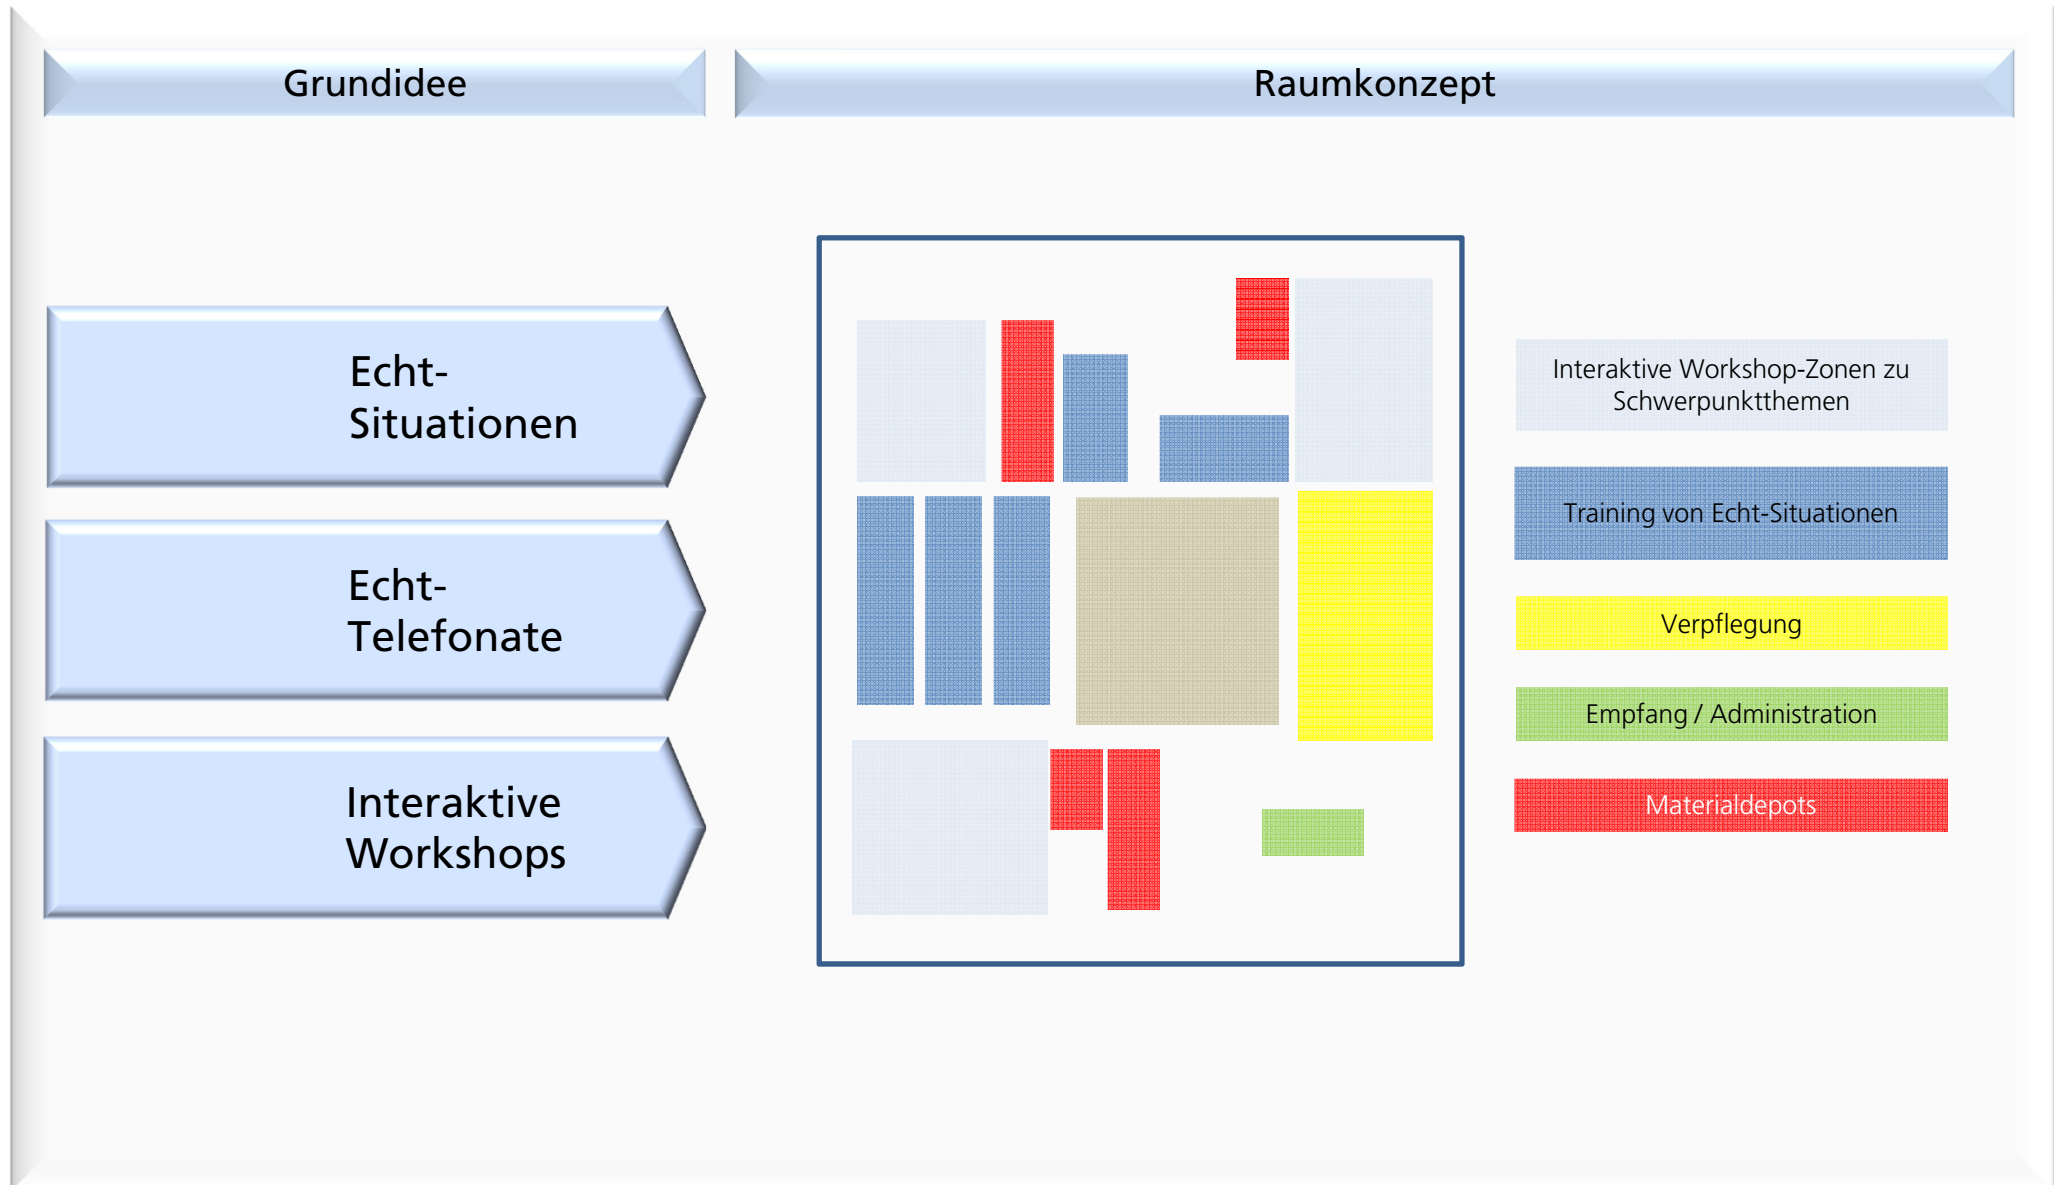 Grundidee
Raumkonzept
Echt-
Situationen
Echt-
Telefonate
Interaktive
Workshops
Interaktive Workshop-Zonen zu
Schwerpunktthemen
Training von Echt-Situationen
Verpflegung
Empfang / Administration
Materialdepots